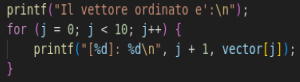 printf("Il vettore ordinato e':\n");
for (j = 0; j < 10; j++) {
    printf("[%d]: %d\n", j + 1, vector[j]);
}